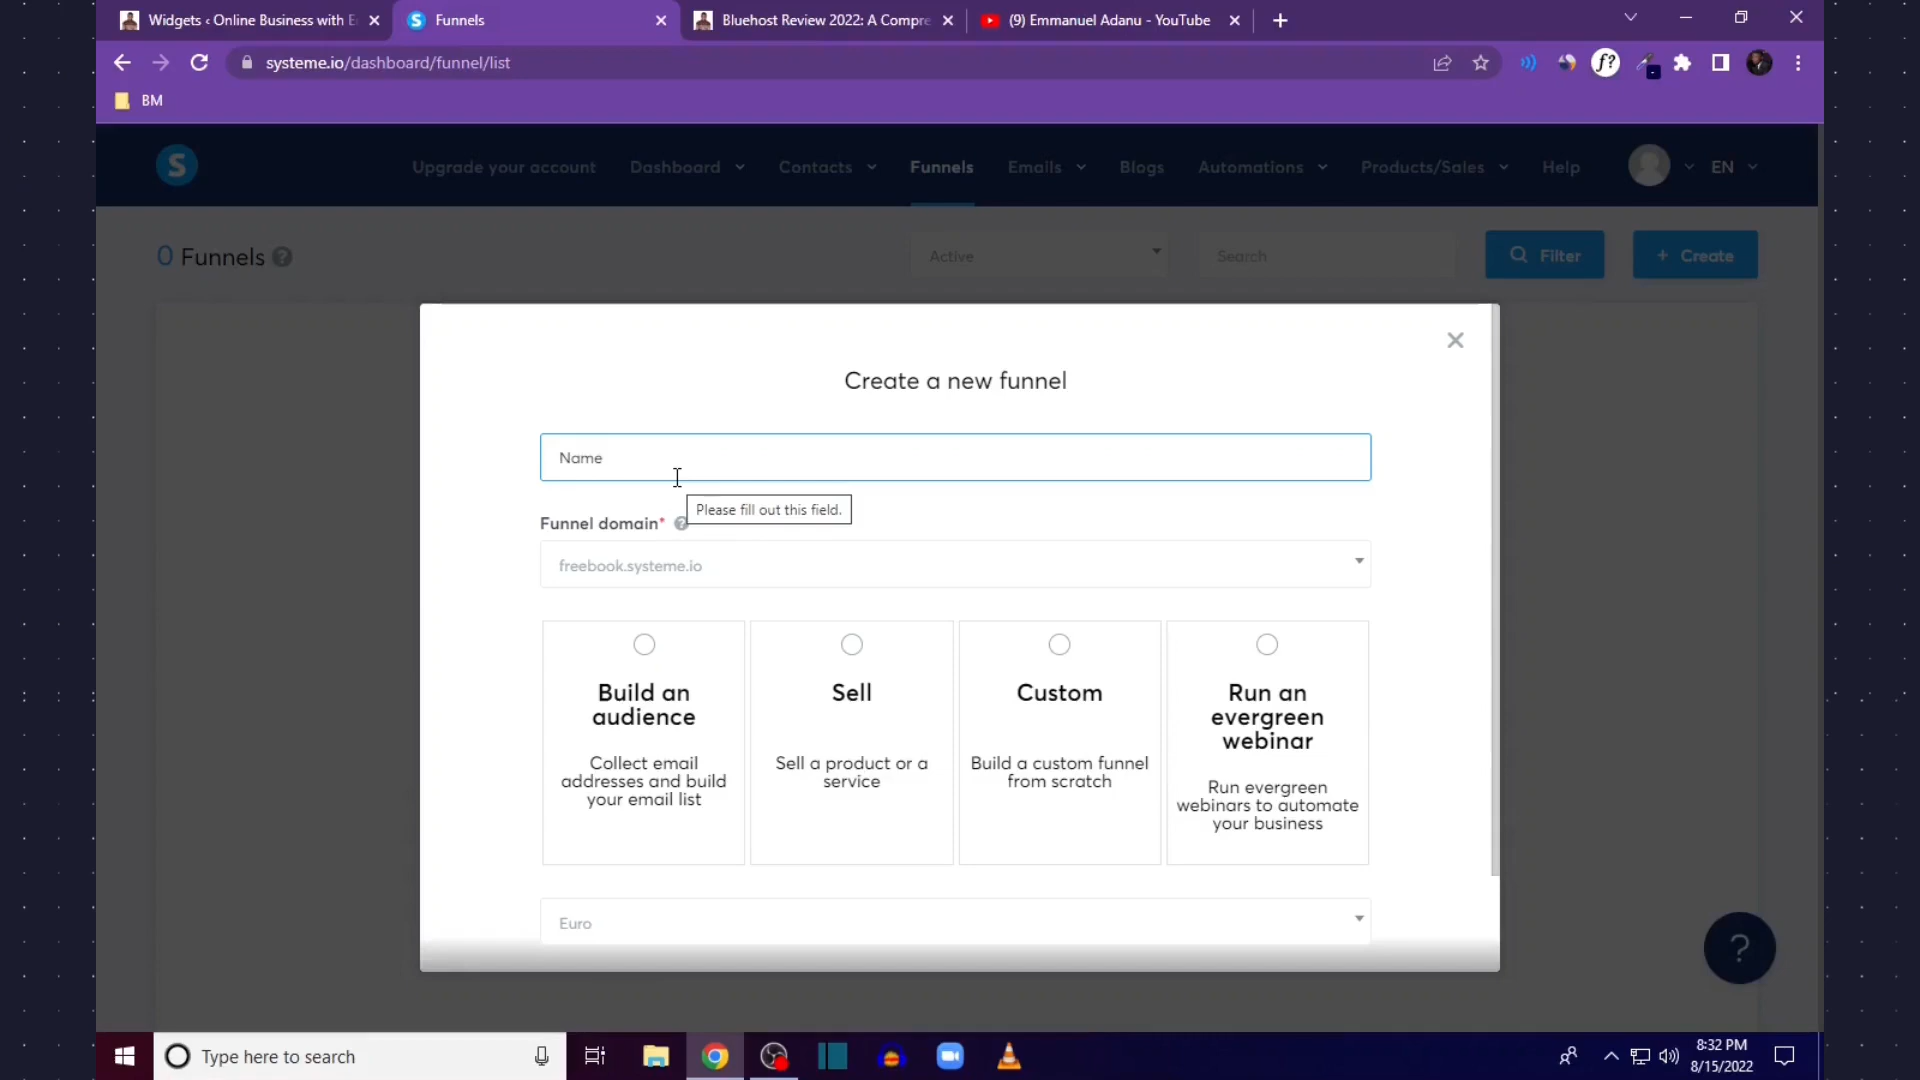 Widgets ‹ Online Business with E
Funnels
Bluehost Review 2022: A Compre
(9) Emmanuel Adanu - YouTube
systeme.io/dashboard/funnel/list
f?
BM
S
Upgrade your account
Dashboard
Contacts
Funnels
Emails
Blogs
Automations
Products/Sales
Help
EN
0 Funnels ?
Active
Search
Filter
+ Create
Create a new funnel
Name
Please fill out this field.
Funnel domain* ?
freebook.systeme.io
Build an
audience
Collect email
addresses and build
your email list
Sell
Sell a product or a
service
Custom
Build a custom funnel
from scratch
Run an
evergreen
webinar
Run evergreen
webinars to automate
your business
Euro
?
Type here to search
8:32 PM
8/15/2022